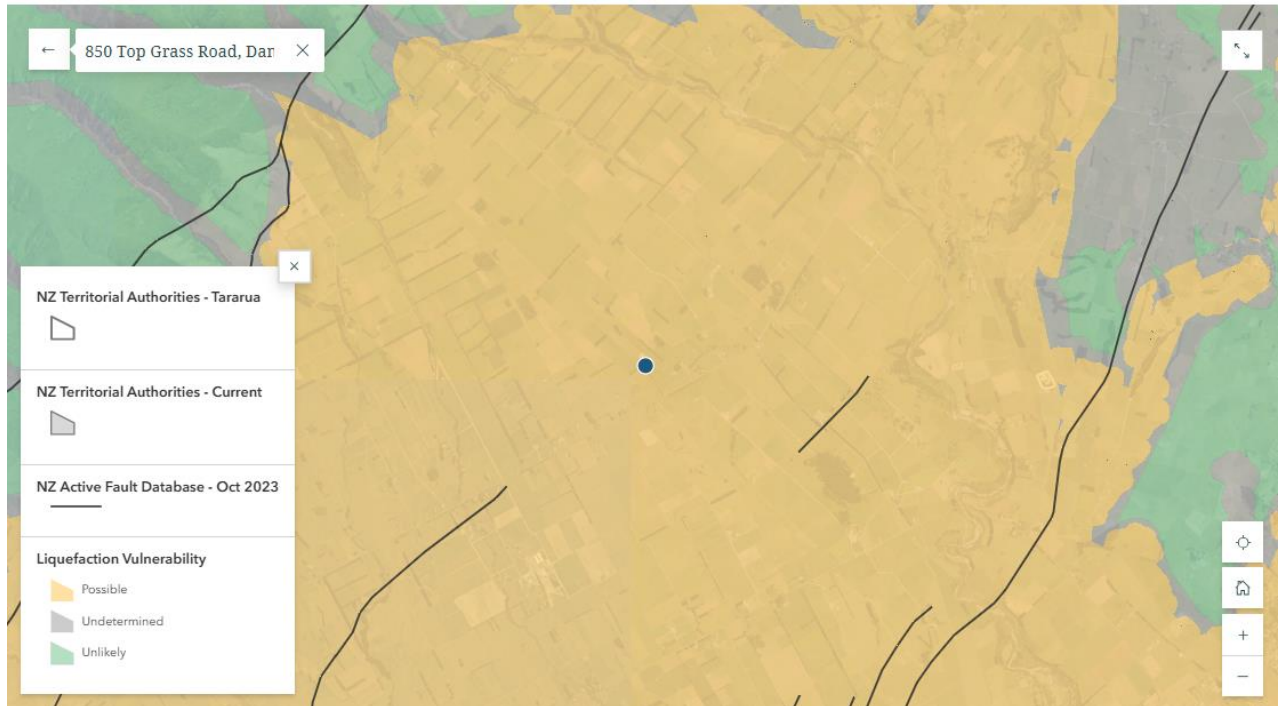 850 Top Grass Road, Dan
NZ Territorial Authorities - Tararua
NZ Territorial Authorities - Current
NZ Active Fault Database - Oct 2023
Liquefaction Vulnerability
Possible
Undetermined
Unlikely